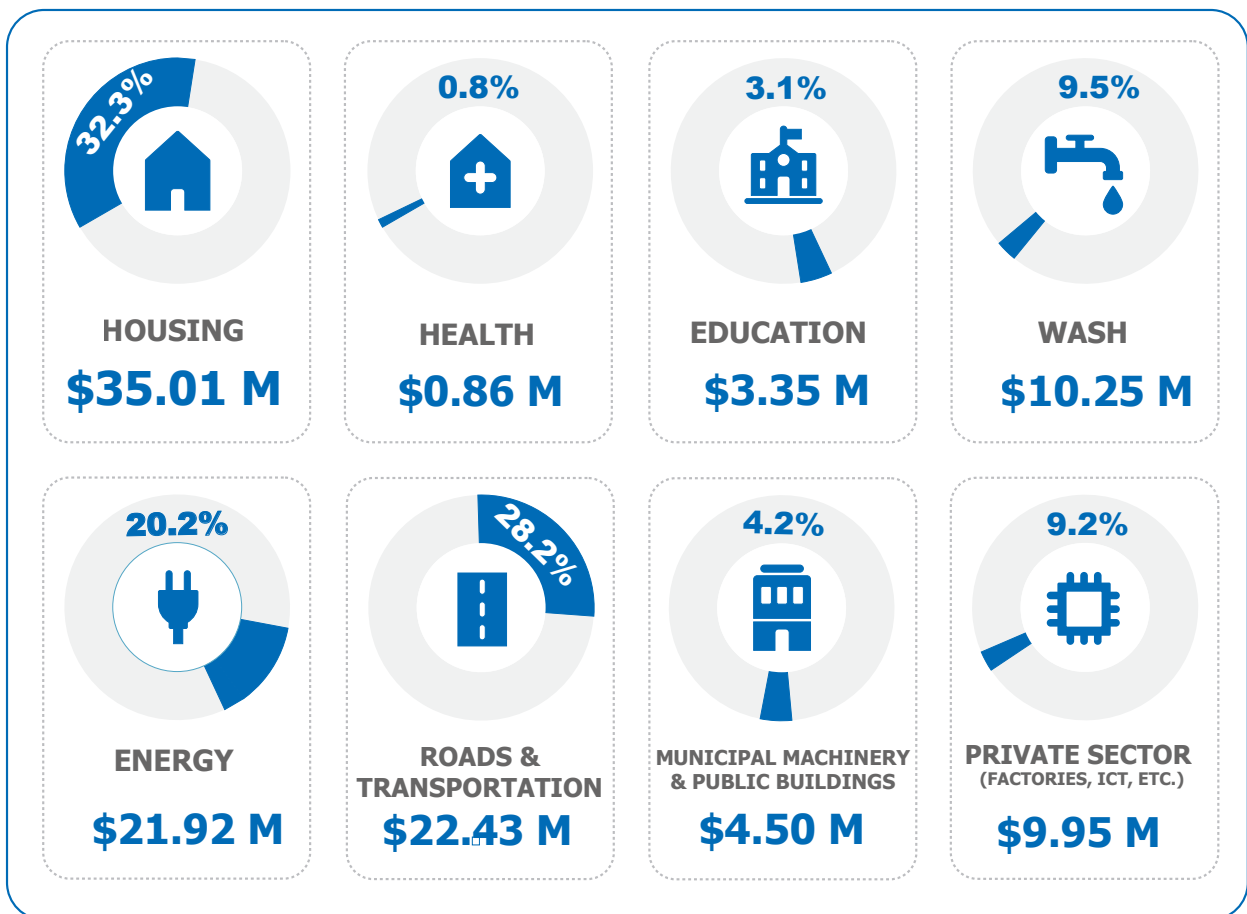 32.3%
HOUSING
$35.01 M
0.8%
HEALTH
$0.86 M
3.1%
EDUCATION
$3.35 M
9.5%
WASH
$10.25 M
20.2%
ENERGY
$21.92 M
28.2%
ROADS &
TRANSPORTATION
$22.43 M
4.2%
MUNICIPAL MACHINERY
& PUBLIC BUILDINGS
$4.50 M
9.2%
PRIVATE SECTOR
(FACTORIES, ICT, ETC.)
$9.95 M